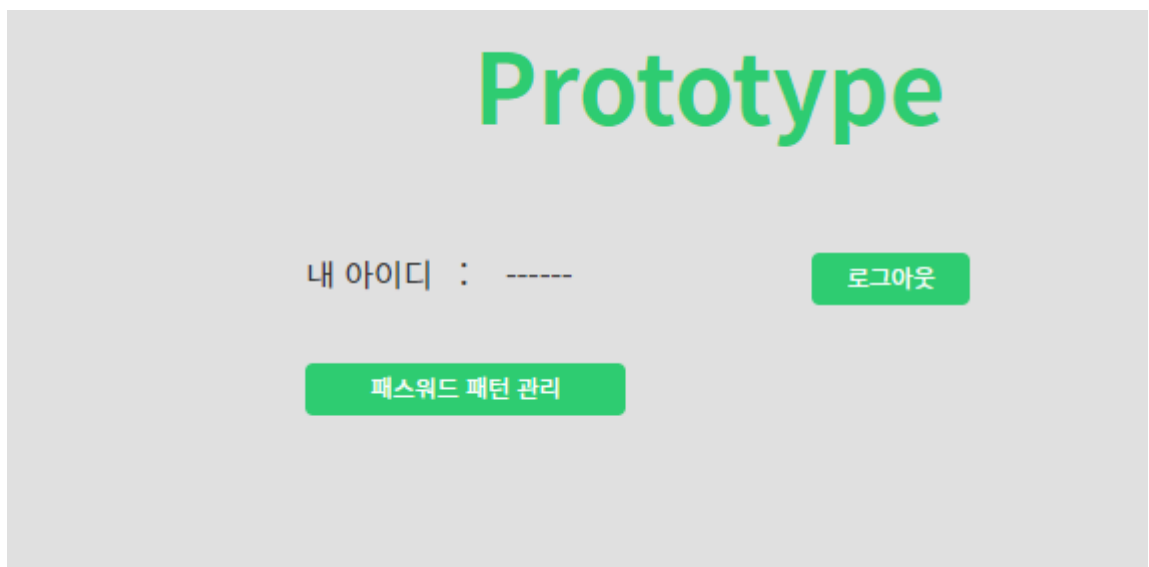 Prototype
내 아이디 : ------ 로그아웃
패스워드 패턴 관리